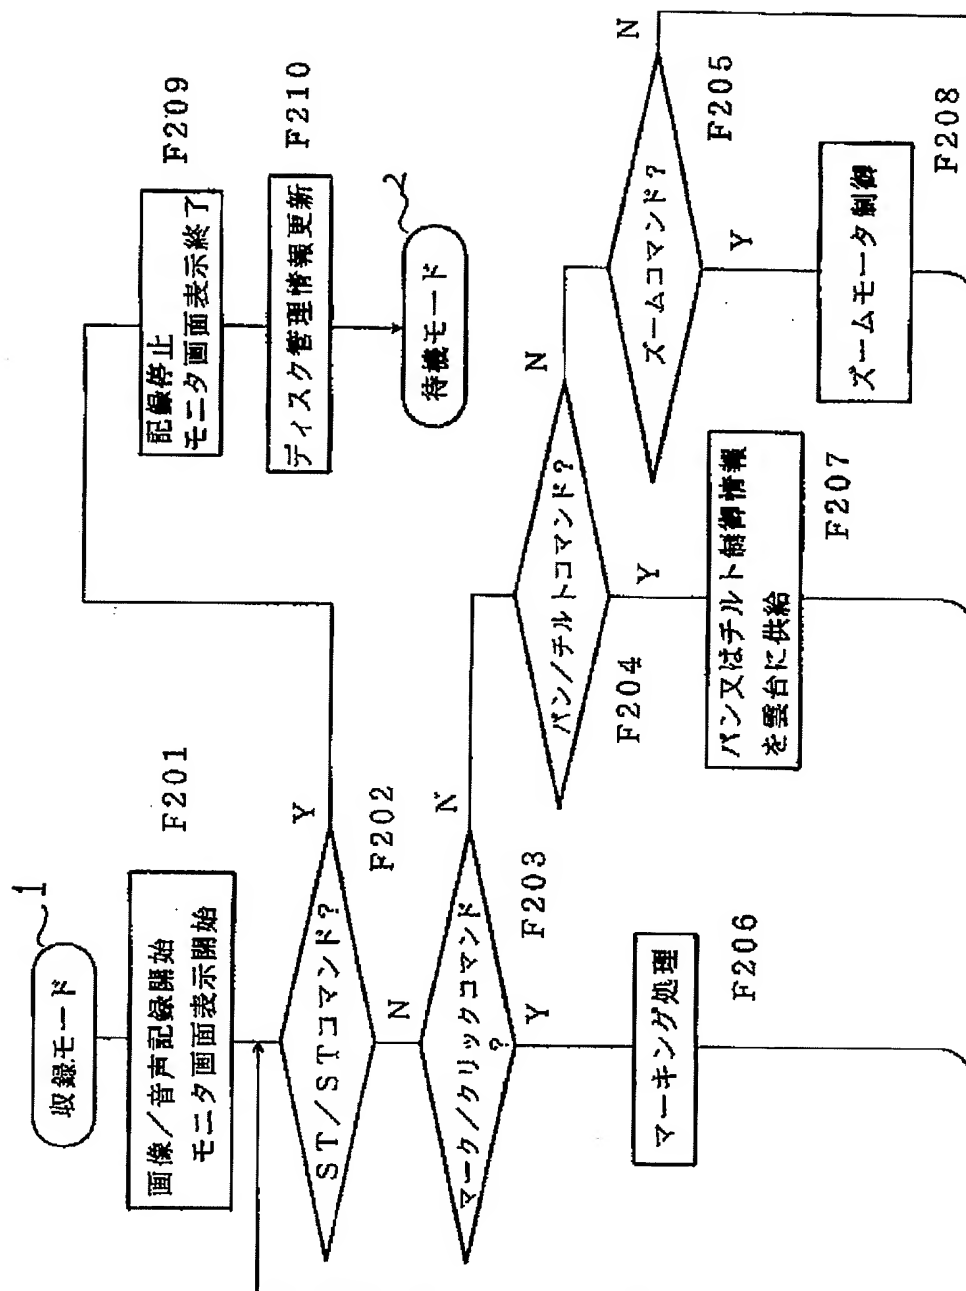 収録モード
1
画像／音声記録開始
モニタ画面表示開始
F201
ST／STコマンド？
Y
F202
N
記録停止
モニタ画面表示終了
F209
ディスク管理情報更新
F210
待機モード
2
マーク／クリックコマンド
？
N
F203
Y
マーキング処理
F206
パン／チルトコマンド？
N
F204
Y
パン又はチルト制御情報
を雲台に供給
F207
ズームコマンド？
N
F205
Y
ズームモータ制御
F208